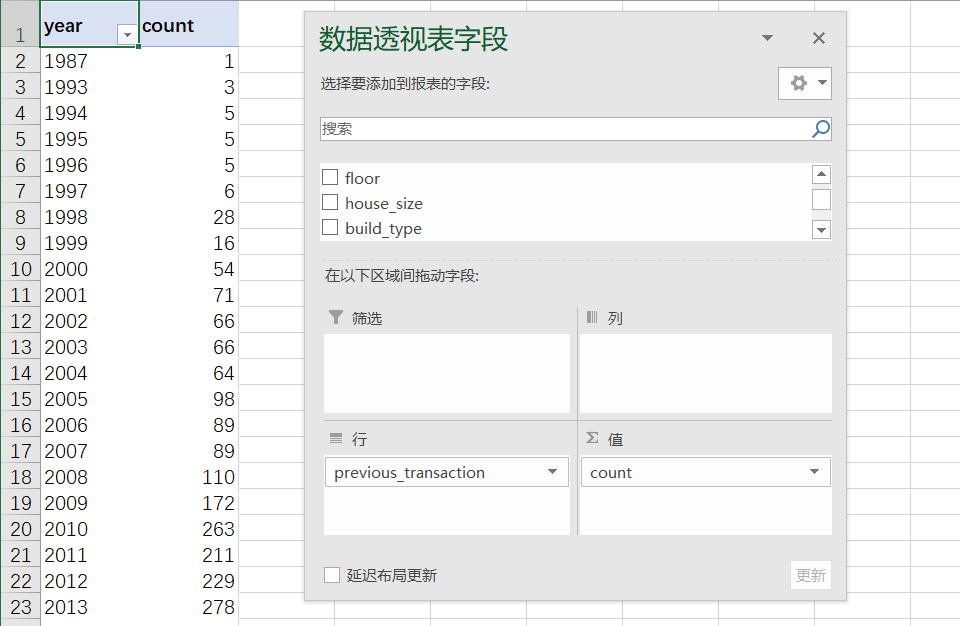 year count
1
2 1987 1
3 1993 3
4 1994 5
5 1995 5
6 1996 5
7 1997 6
8 1998 28
9 1999 16
10 2000 54
11 2001 71
12 2002 66
13 2003 66
14 2004 64
15 2005 98
16 2006 89
17 2007 89
18 2008 110
19 2009 172
20 2010 263
21 2011 211
22 2012 229
23 2013 278
数据透视表字段
选择要添加到报表的字段:
搜索
floor
house_size
build_type
在以下区域间拖动字段:
筛选
列
行
Σ 值
previous_transaction
count
延迟布局更新
更新